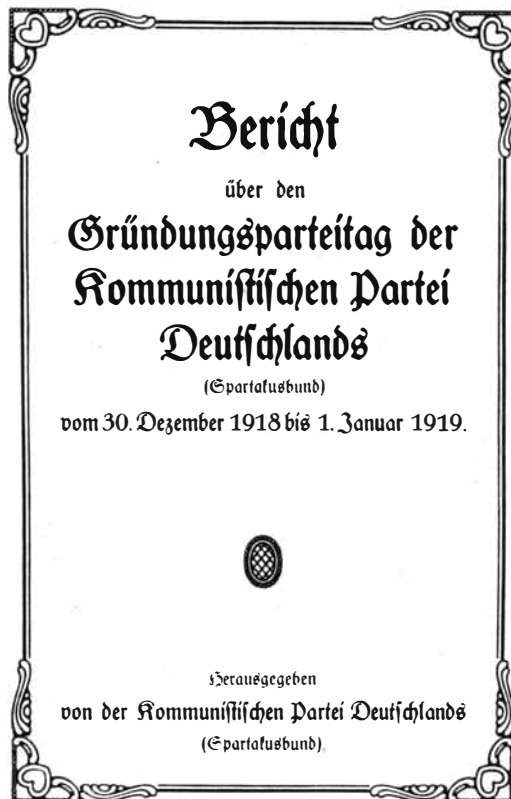 Bericht
über den
Gründungsparteitag der
Kommunistischen Partei
Deutschlands
(Spartakusbund)
vom 30. Dezember 1918 bis 1. Januar 1919.
Herausgegeben
von der Kommunistischen Partei Deutschlands
(Spartakusbund)